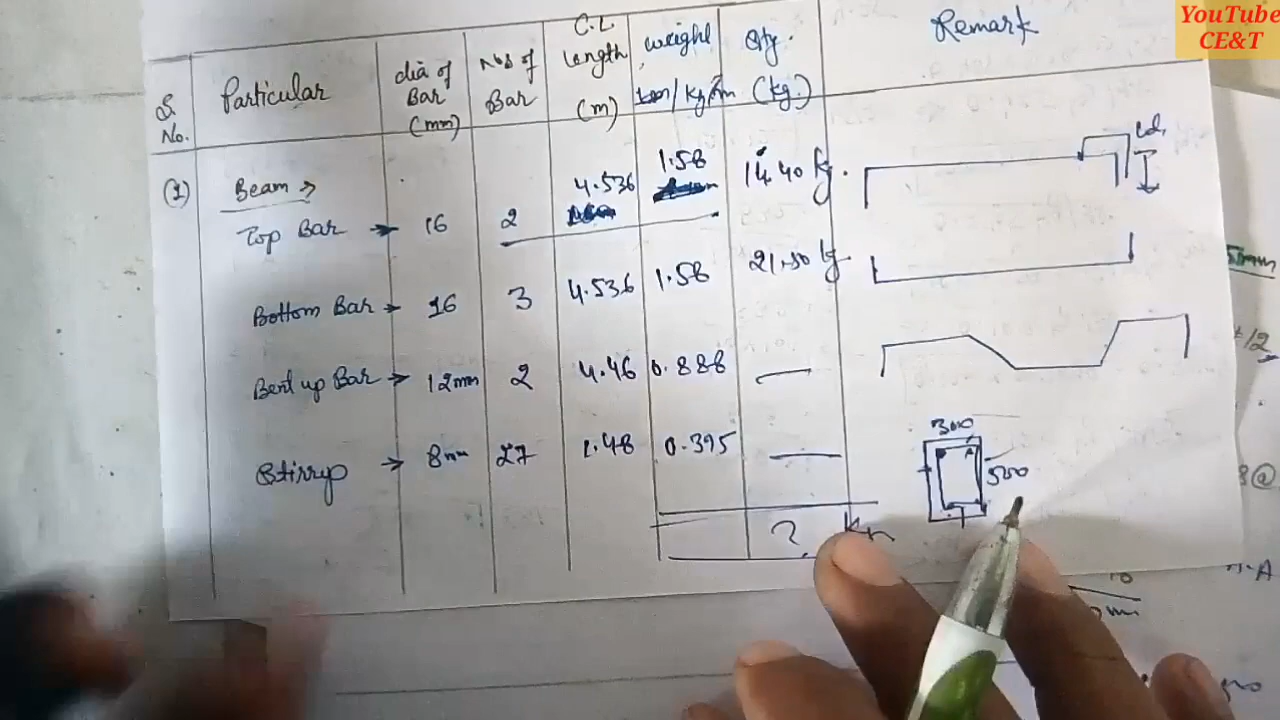 YouTube
CE&T
S. No. Particular dia of Bar (mm) Nos of Bar C.L. length (m) weight /Kg/m Qty. (kg.) Remark
(1) Beam →
Top Bar → 16 2 4.536 1.58 14.40 kg. Ld,
Bottom Bar → 16 3 4.536 1.58 21.50 kg
Bent up Bar → 12mm 2 4.46 0.888 —
Stirrup → 8mm 27 1.48 0.395 —
300
500
?